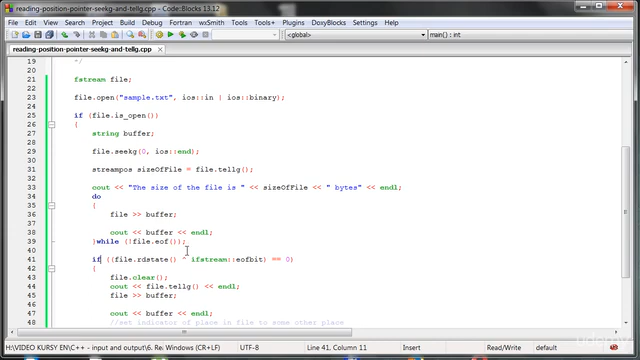 reading-position-pointer-seekg-and-tellg.cpp - Code::Blocks 13.12
File Edit View Search Project Build Debug Fortran wxSmith Tools Tools+ Plugins DoxyBlocks Settings Help
<global> main() : int
reading-position-pointer-seekg-and-tellg.cpp
19 */
20
21 fstream file;
22
23 file.open("sample.txt", ios::in | ios::binary);
24
25 if (file.is_open())
26 {
27 string buffer;
28
29 file.seekg(0, ios::end);
30
31 streampos sizeOfFile = file.tellg();
32
33 cout << "The size of the file is " << sizeOfFile << " bytes" << endl;
34 do
35 {
36 file >> buffer;
37
38 cout << buffer << endl;
39 }while (!file.eof());
40
41 if ((file.rdstate() ^ ifstream::eofbit) == 0)
42 {
43 file.clear();
44 cout << file.tellg() << endl;
45 file >> buffer;
46
47 cout << buffer << endl;
48 //set indicator of place in file to some other place
H:\VIDEO KURSY EN\C++ - input and output\6. Re Windows (CR+LF) UTF-8 Line 41, Column 11 Insert Read/Write default
udemy